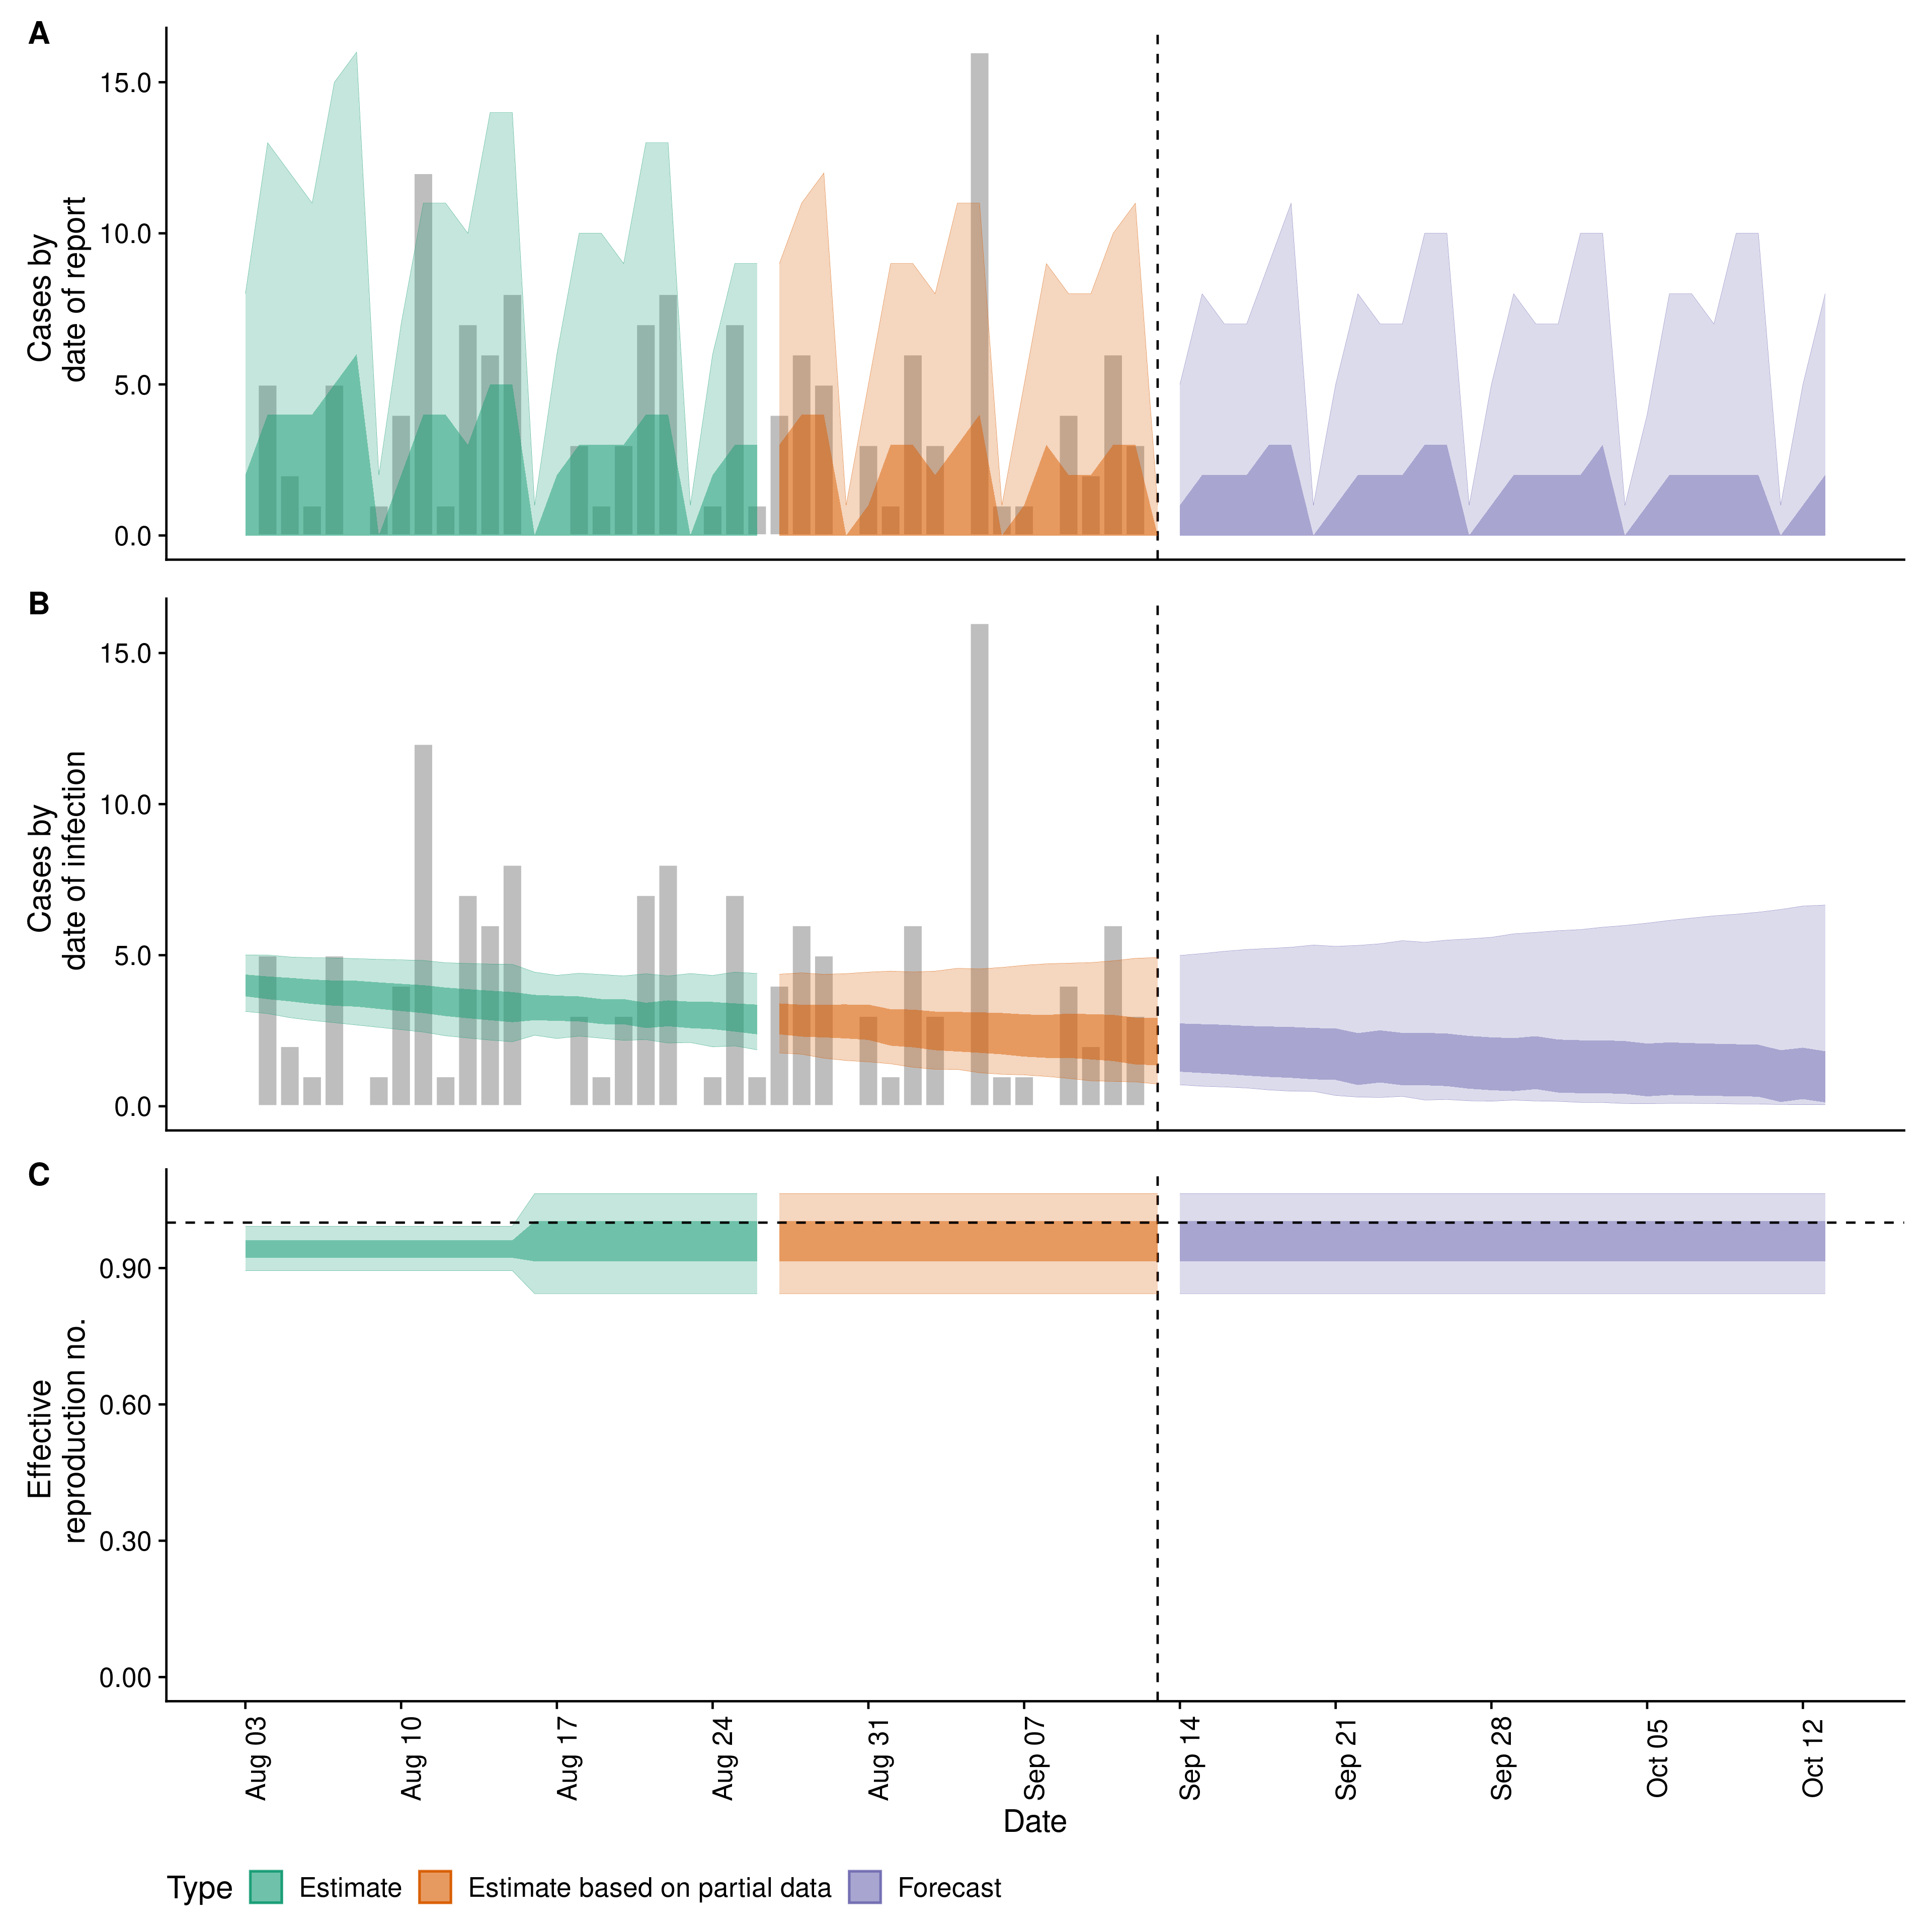 A
Cases by
date of report
15.0
10.0
5.0
0.0
B
Cases by
date of infection
15.0
10.0
5.0
0.0
C
Effective
reproduction no.
0.90
0.60
0.30
0.00
Aug 03
Aug 10
Aug 17
Aug 24
Aug 31
Sep 07
Sep 14
Sep 21
Sep 28
Oct 05
Oct 12
Date
Type Estimate Estimate based on partial data Forecast